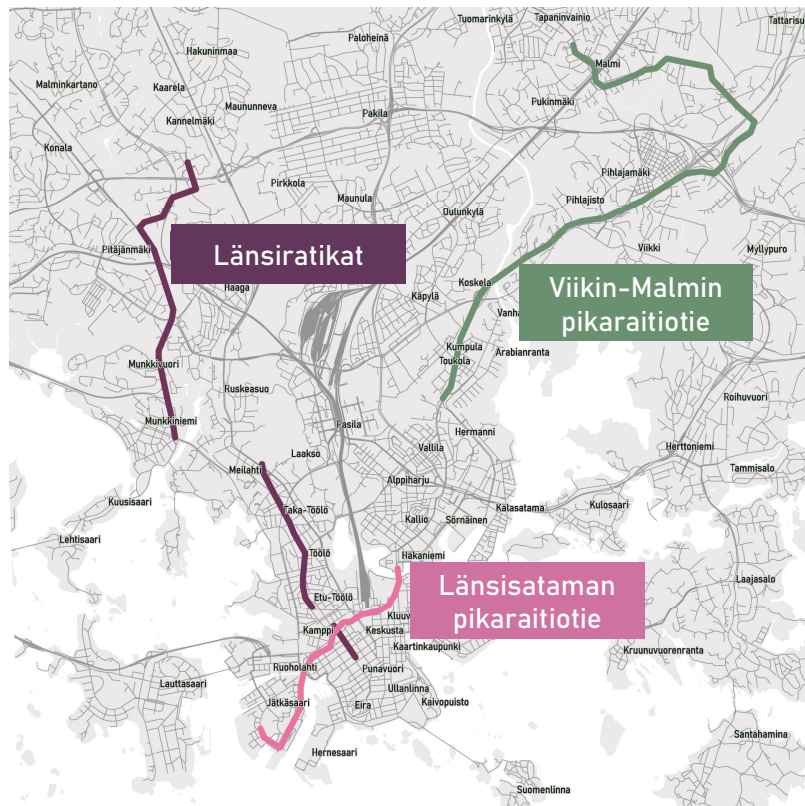 Tuomarinkylä
Tapaninvainio
Tattarisu
Paloheinä
Hakuninmaa
Malmi
Malminkartano
Kaarela
Pukinmäki
Maununneva
Kannelmäki
Pakila
Konala
Pihlajamäki
Pirkkola
Maunula
Pihlajisto
Oulunkylä
Pitäjänmäki
Länsiratikat
Viikki
Myllypuro
Haaga
Koskela
Käpylä
Viikin-Malmin
pikaraitiotie
Vanha
Kumpula
Toukola
Arabianranta
Munkkivuori
Ruskeasuo
Roihuvuori
Munkkiniemi
Pasila
Hermanni
Vallila
Herttoniemi
Laakso
Meilahti
Tammisalo
Alppiharju
Kuusisaari
Taka-Töölö
Kallio
Sörnäinen
Kalasatama
Kulosaari
Lehtisaari
Töölö
Hakaniemi
Länsisataman
pikaraitiotie
Laajasalo
Etu-Töölö
Kluuv
Kamppi
Keskusta
Kaartinkaupunki
Kruunuvuorenranta
Ruoholahti
Punavuori
Lauttasaari
Ullanlinna
Jätkäsaari
Eira
Kaivopuisto
Hernesaari
Santahamina
Suomenlinna